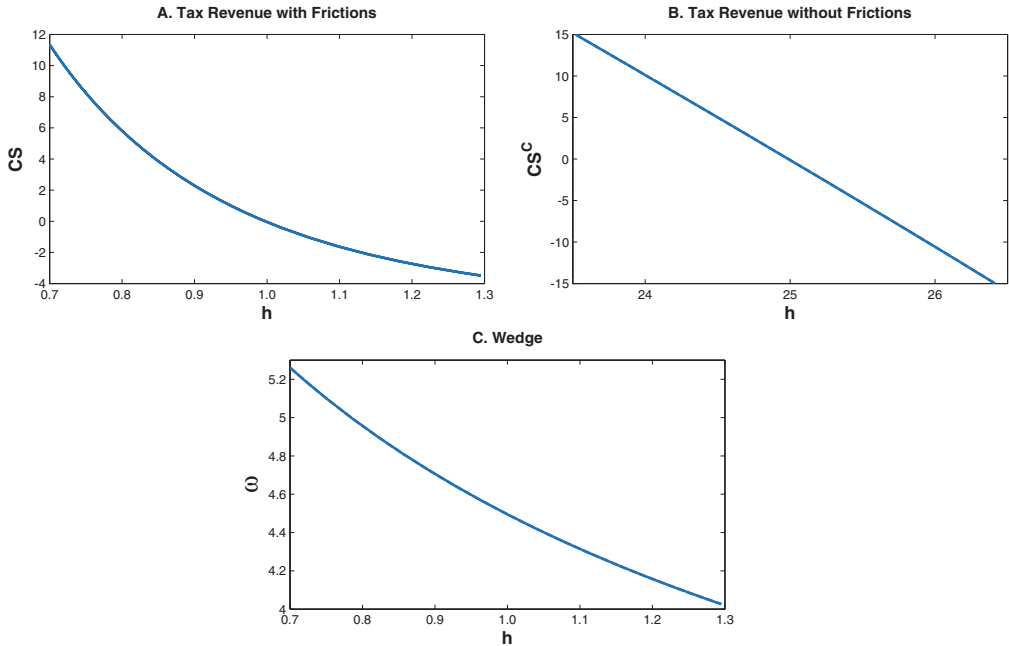 A. Tax Revenue with Frictions
12
10
8
6
4
2
0
-2
-4
CS
0.7 0.8 0.9 1.0 1.1 1.2 1.3
h
B. Tax Revenue without Frictions
15
10
5
0
-5
-10
-15
CS^C
24 25 26
h
C. Wedge
5.2
5
4.8
4.6
4.4
4.2
4
ω
0.7 0.8 0.9 1.0 1.1 1.2 1.3
h